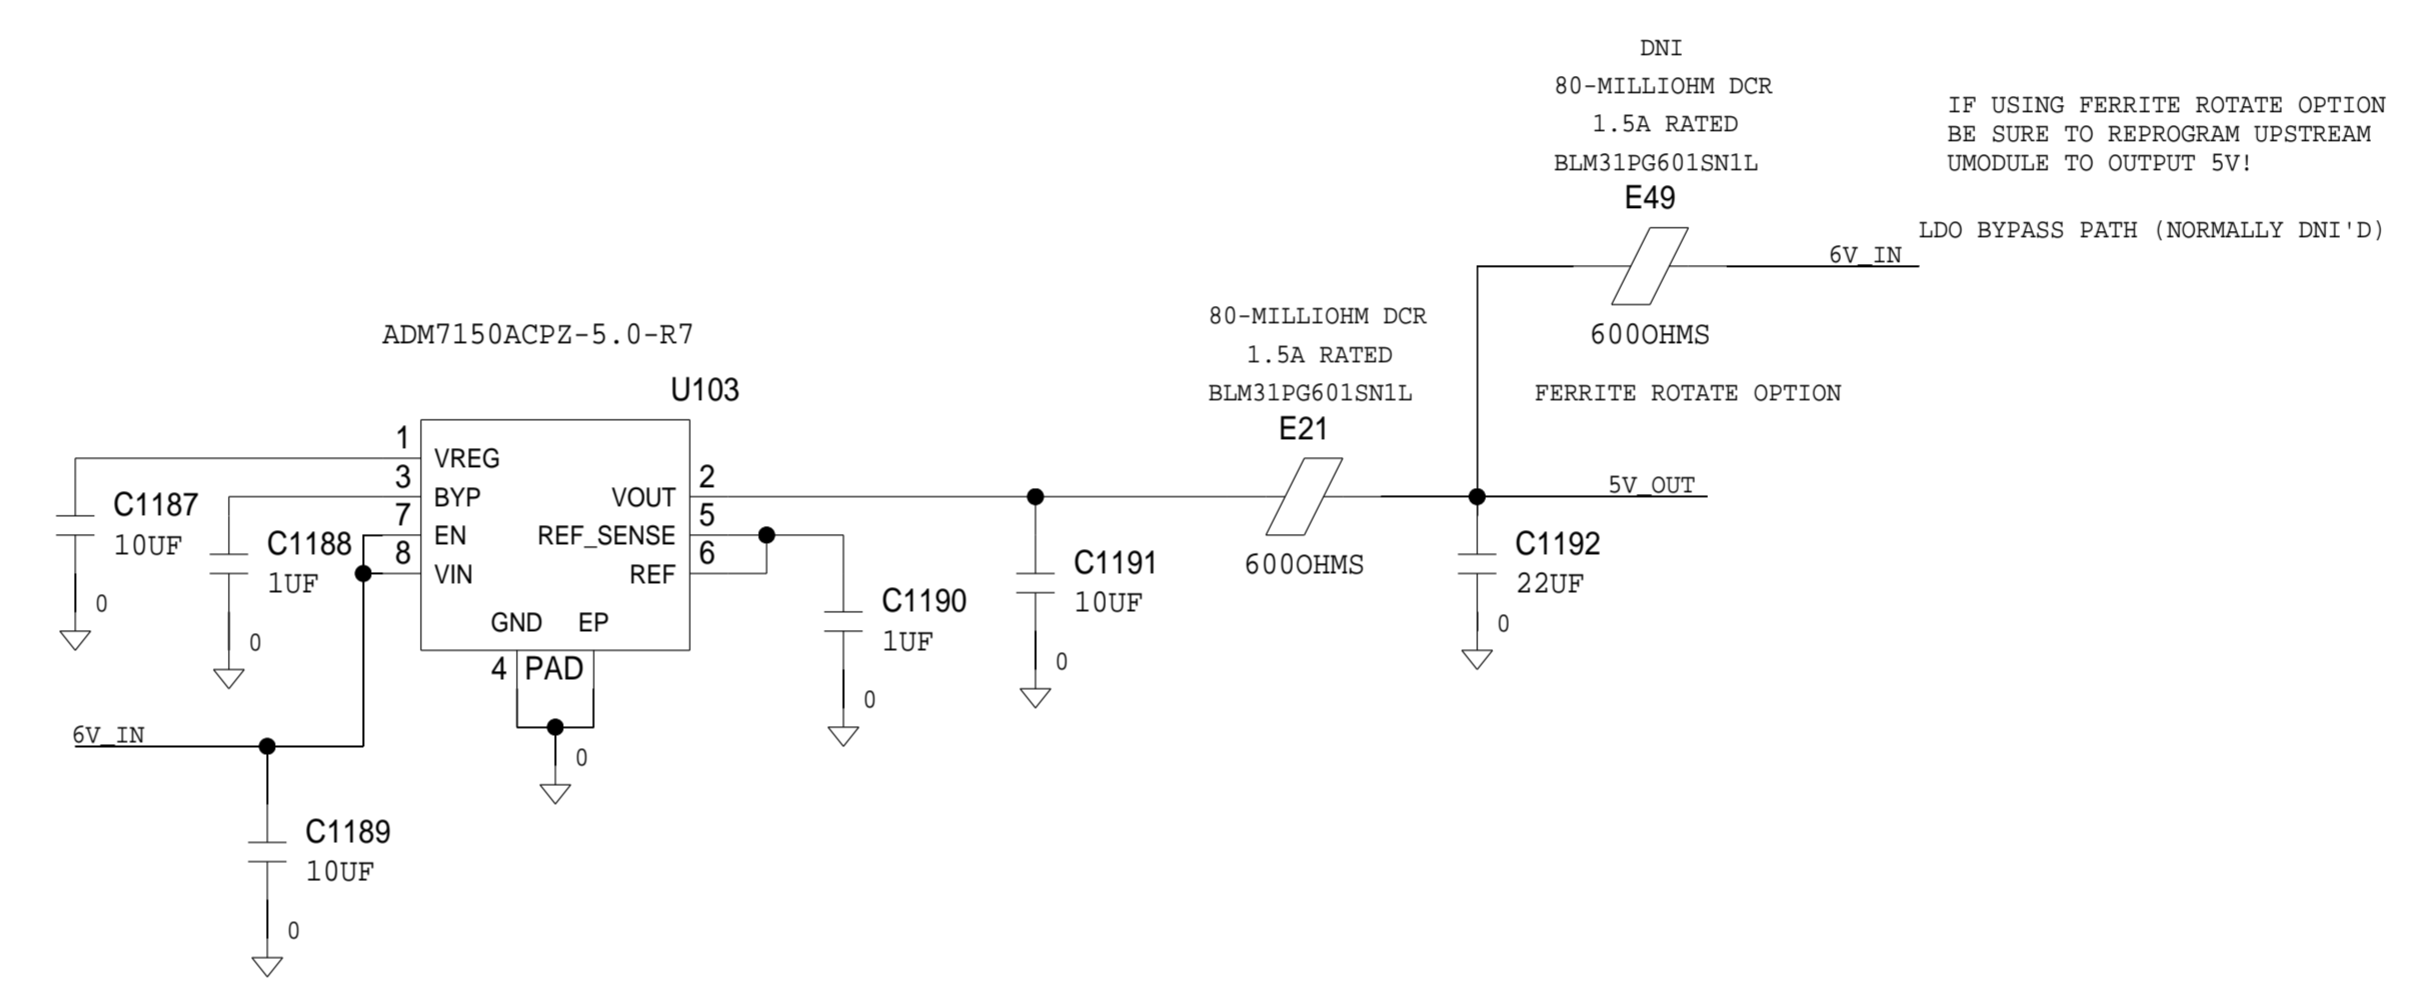 DNI
80-MILLIOHM DCR
1.5A RATED
BLM31PG601SN1L
E49
600OHMS
IF USING FERRITE ROTATE OPTION
BE SURE TO REPROGRAM UPSTREAM
UMODULE TO OUTPUT 5V!
LDO BYPASS PATH (NORMALLY DNI'D)
6V_IN
FERRITE ROTATE OPTION
80-MILLIOHM DCR
1.5A RATED
BLM31PG601SN1L
E21
600OHMS
5V_OUT
ADM7150ACPZ-5.0-R7
U103
1
VREG
3
BYP
7
EN
8
VIN
VOUT
2
REF_SENSE
5
REF
6
GND
EP
4
PAD
0
C1187
10UF
0
C1188
1UF
0
C1190
1UF
0
C1191
10UF
0
C1192
22UF
0
6V_IN
C1189
10UF
0